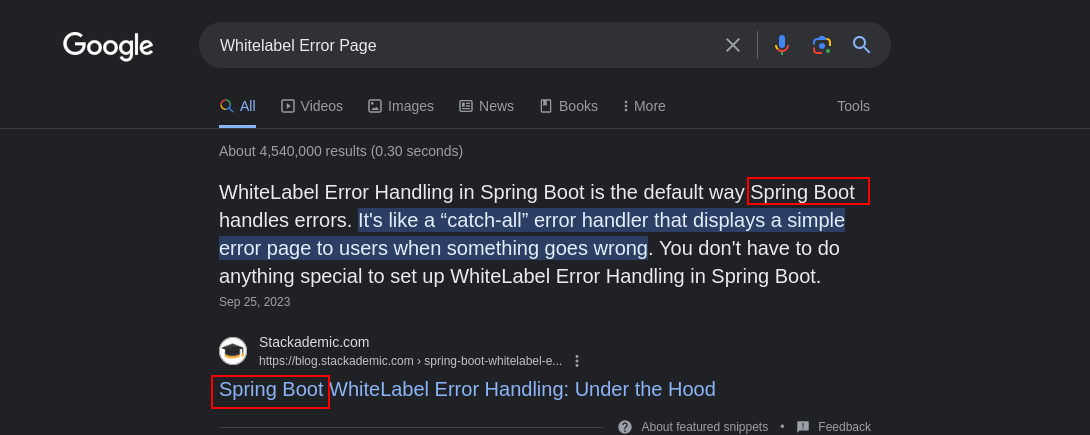 Google
Whitelabel Error Page
All Videos Images News Books More Tools
About 4,540,000 results (0.30 seconds)
WhiteLabel Error Handling in Spring Boot is the default way Spring Boot
handles errors. It's like a “catch-all” error handler that displays a simple
error page to users when something goes wrong. You don't have to do
anything special to set up WhiteLabel Error Handling in Spring Boot.
Sep 25, 2023
Stackademic.com
https://blog.stackademic.com › spring-boot-whitelabel-e...
Spring Boot WhiteLabel Error Handling: Under the Hood
About featured snippets • Feedback